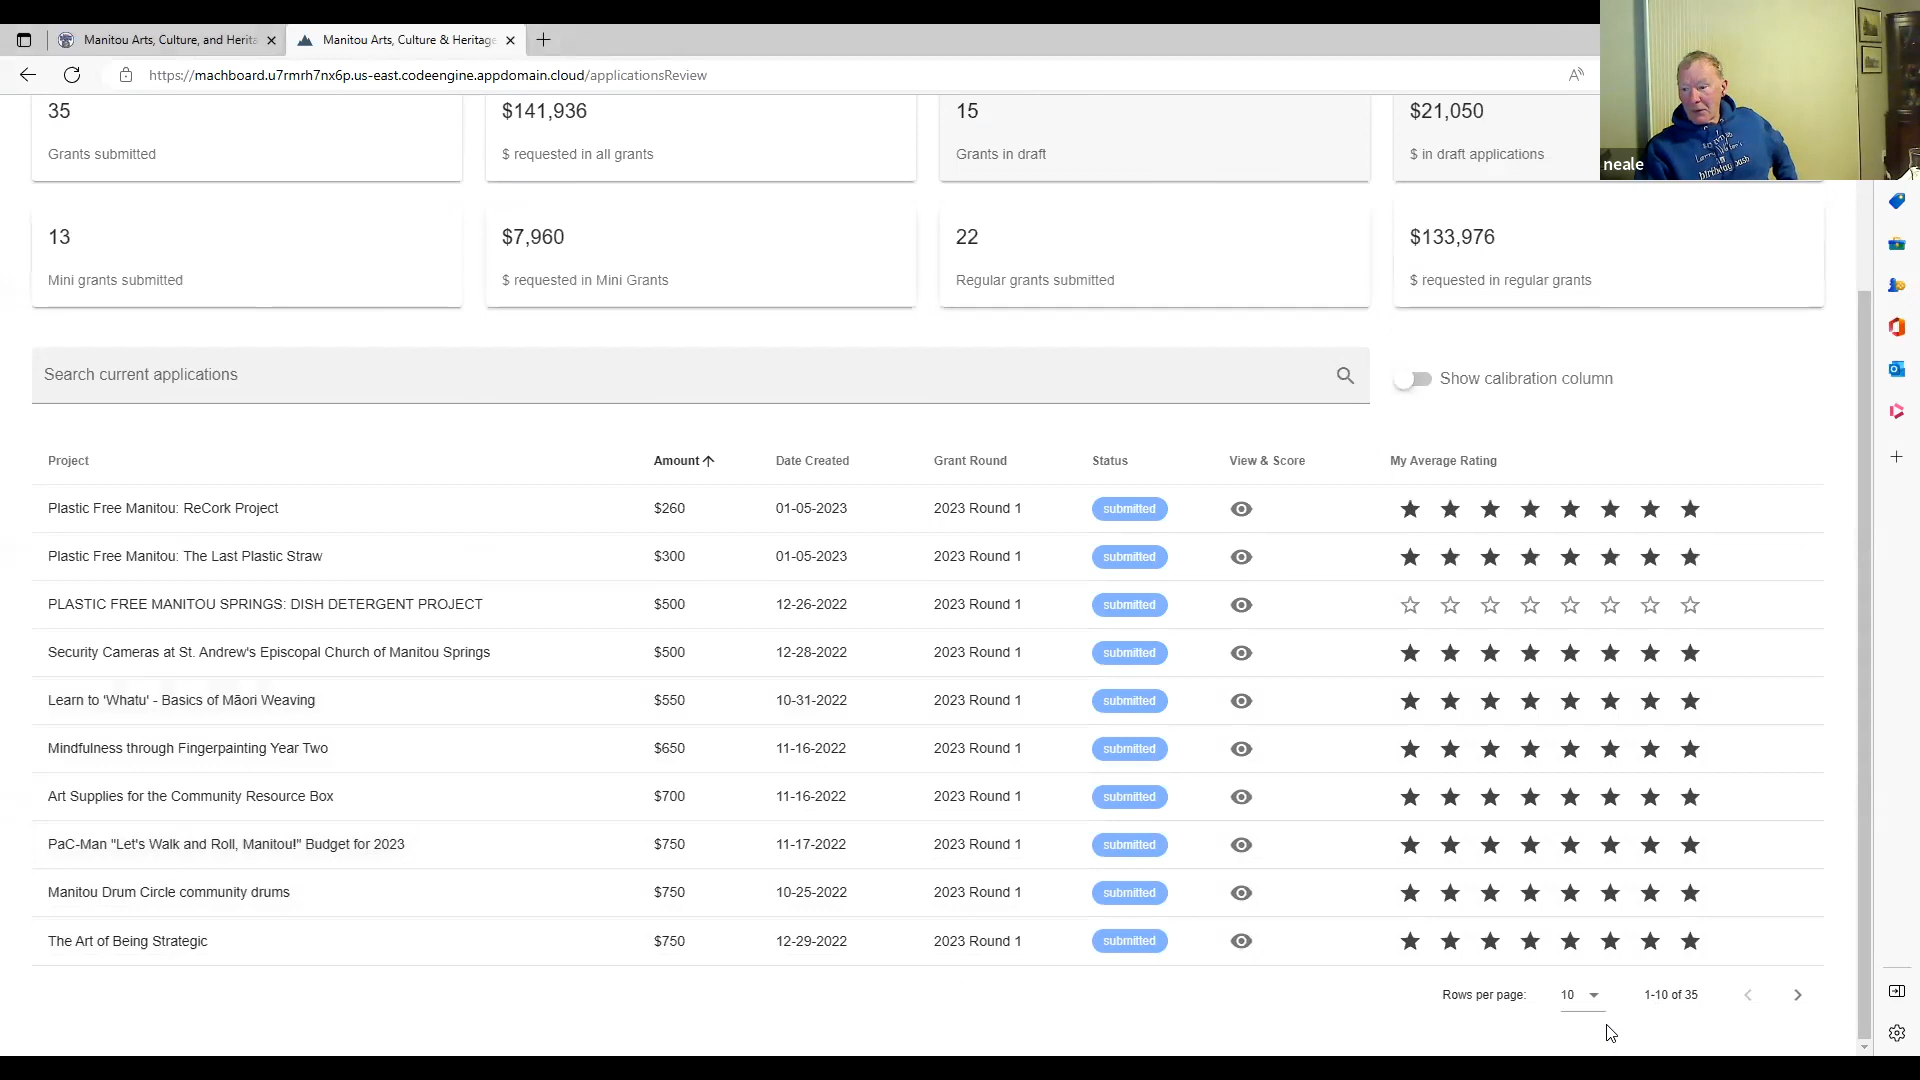 Manitou Arts, Culture, and Herita
Manitou Arts, Culture & Heritage
https://machboard.u7rmrh7nx6p.us-east.codeengine.appdomain.cloud/applicationsReview
neale
35
Grants submitted
$141,936
$ requested in all grants
15
Grants in draft
$21,050
$ in draft applications
13
Mini grants submitted
$7,960
$ requested in Mini Grants
22
Regular grants submitted
$133,976
$ requested in regular grants
Search current applications
Show calibration column
Project Amount Date Created Grant Round Status View & Score My Average Rating
Plastic Free Manitou: ReCork Project $260 01-05-2023 2023 Round 1 submitted
Plastic Free Manitou: The Last Plastic Straw $300 01-05-2023 2023 Round 1 submitted
PLASTIC FREE MANITOU SPRINGS: DISH DETERGENT PROJECT $500 12-26-2022 2023 Round 1 submitted
Security Cameras at St. Andrew's Episcopal Church of Manitou Springs $500 12-28-2022 2023 Round 1 submitted
Learn to 'Whatu' - Basics of Māori Weaving $550 10-31-2022 2023 Round 1 submitted
Mindfulness through Fingerpainting Year Two $650 11-16-2022 2023 Round 1 submitted
Art Supplies for the Community Resource Box $700 11-16-2022 2023 Round 1 submitted
PaC-Man "Let's Walk and Roll, Manitou!" Budget for 2023 $750 11-17-2022 2023 Round 1 submitted
Manitou Drum Circle community drums $750 10-25-2022 2023 Round 1 submitted
The Art of Being Strategic $750 12-29-2022 2023 Round 1 submitted
Rows per page: 10 1-10 of 35